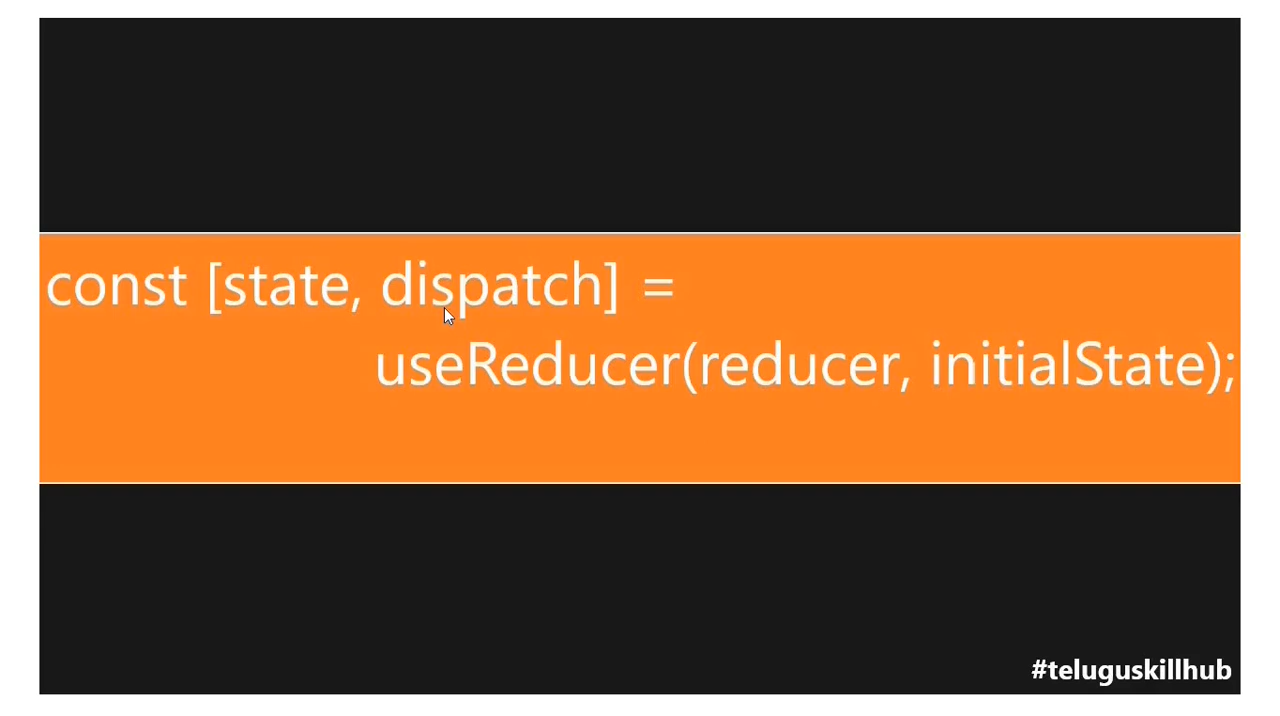 const [state, dispatch] =
useReducer(reducer, initialState);
#teluguskillhub